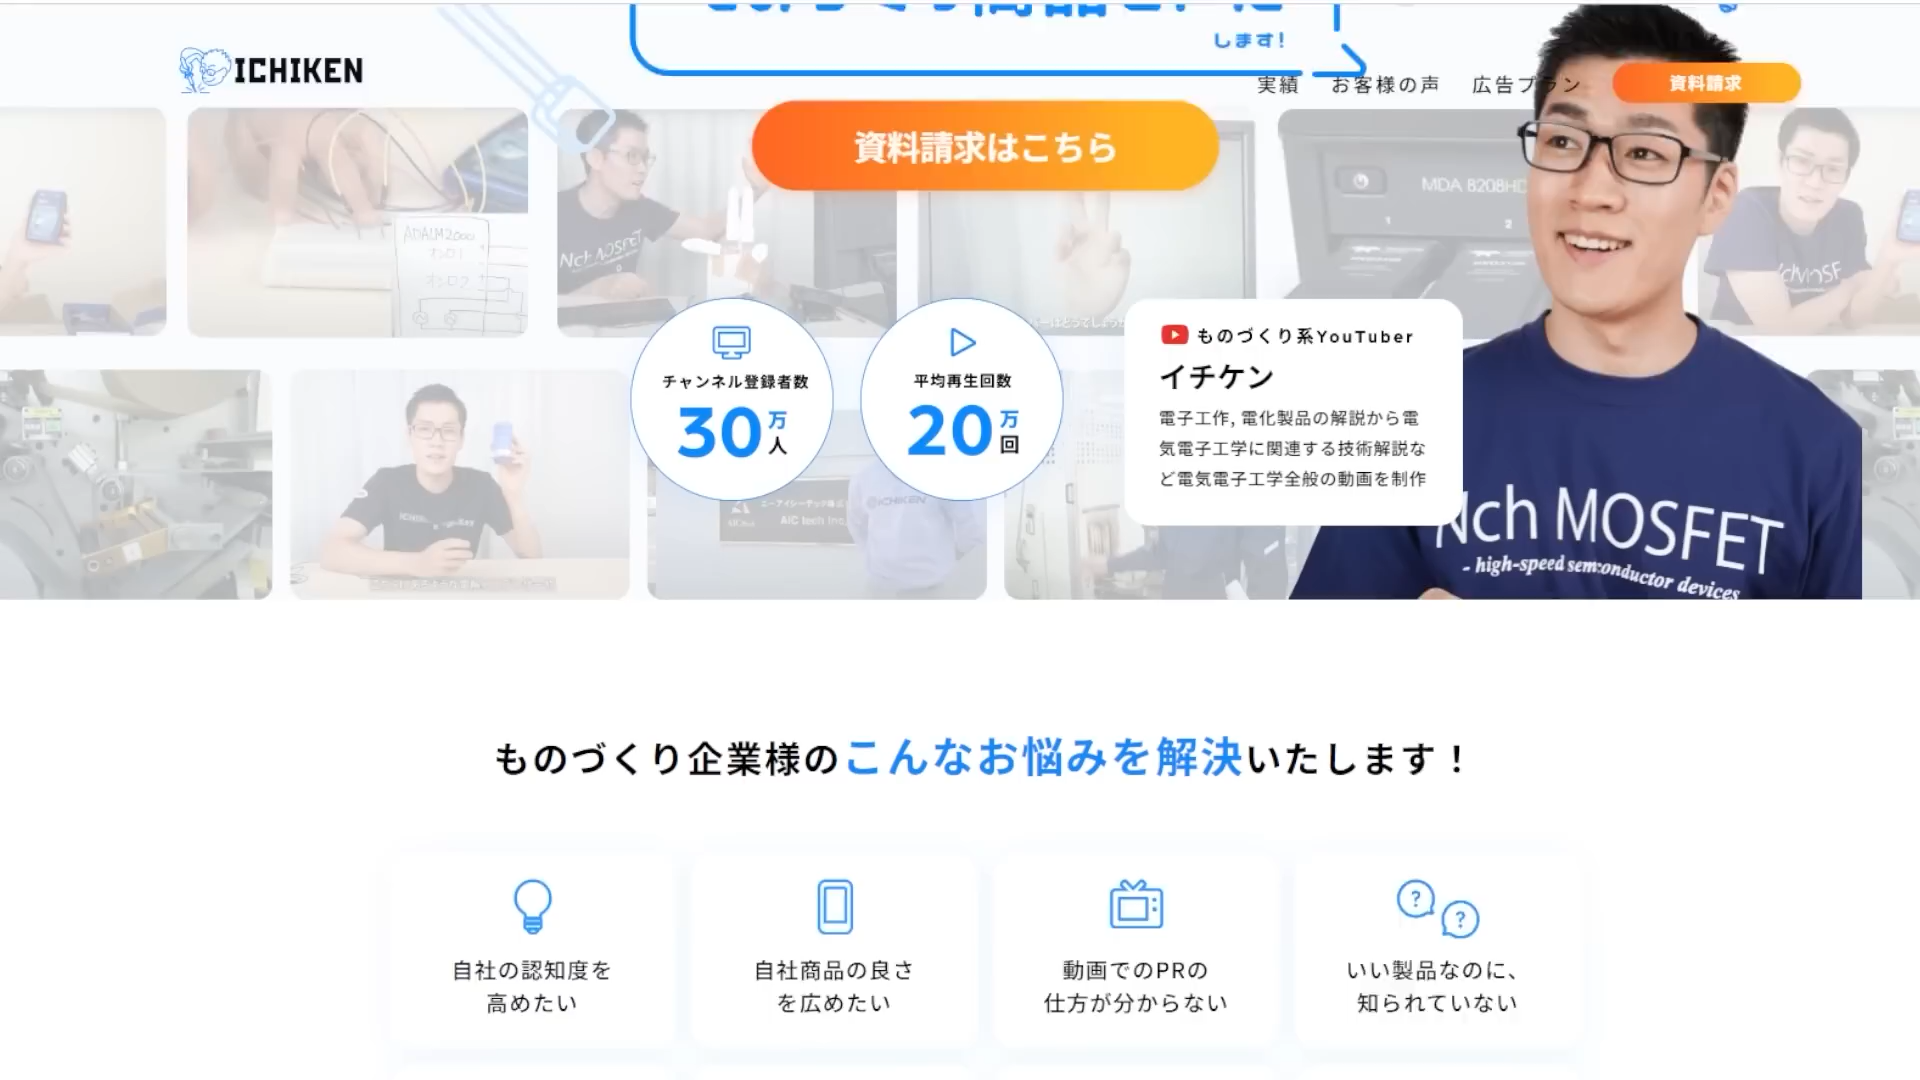 します!
ICHIKEN
実績 お客様の声 広告プラン 資料請求
資料請求はこちら
ADALM2000
MDA 8208HD
1
2
Nch MOSFET
チャンネル登録者数
30万人
平均再生回数
20万回
ものづくり系YouTuber
イチケン
電子工作, 電化製品の解説から電
気電子工学に関連する技術解説な
ど電気電子工学全般の動画を制作
AIC tech Inc.
ICHIKEN
Nch MOSFET
- high-speed semiconductor devices
ものづくり企業様のこんなお悩みを解決いたします！
自社の認知度を
高めたい
自社商品の良さ
を広めたい
動画でのPRの
仕方が分からない
いい製品なのに、
知られていない